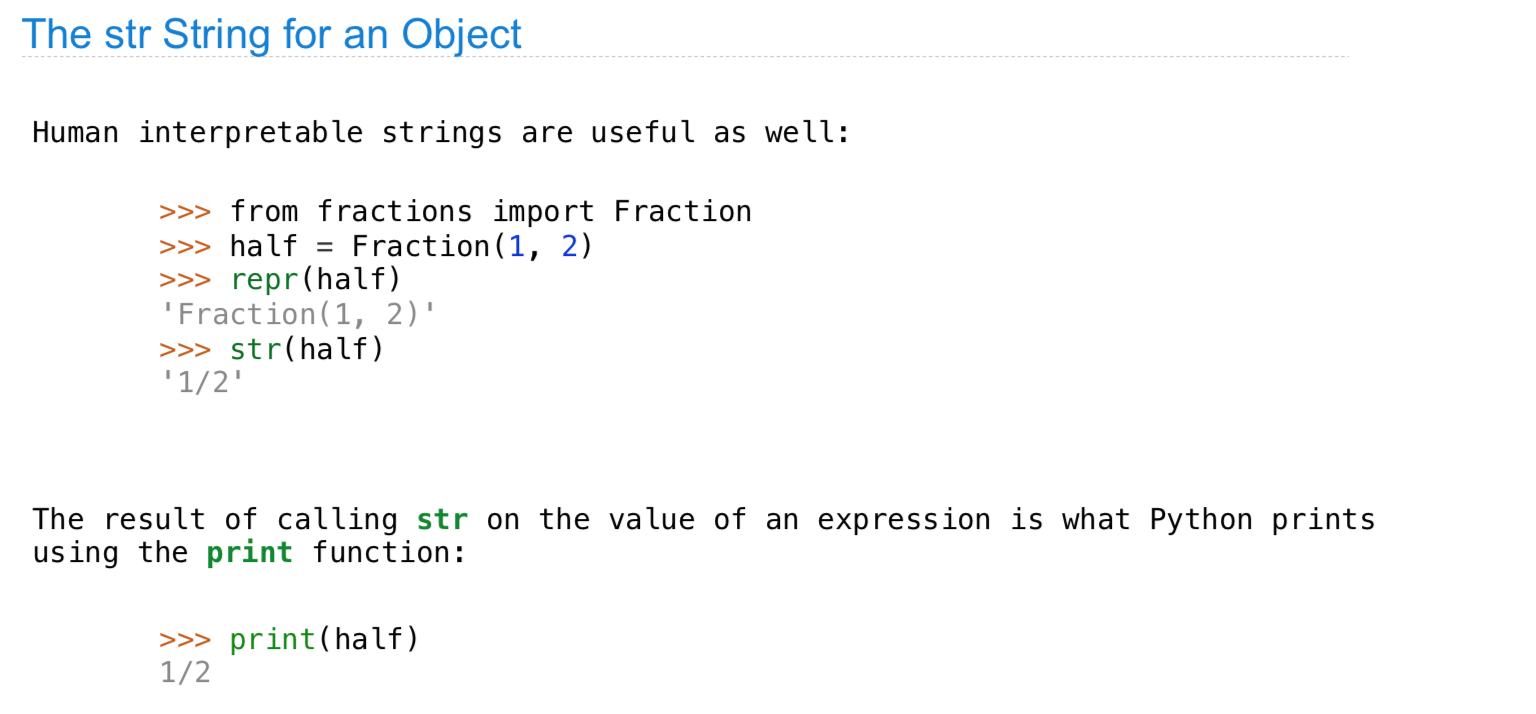 The str String for an Object
Human interpretable strings are useful as well:
>>> from fractions import Fraction
>>> half = Fraction(1, 2)
>>> repr(half)
'Fraction(1, 2)'
>>> str(half)
'1/2'
The result of calling str on the value of an expression is what Python prints
using the print function:
>>> print(half)
1/2